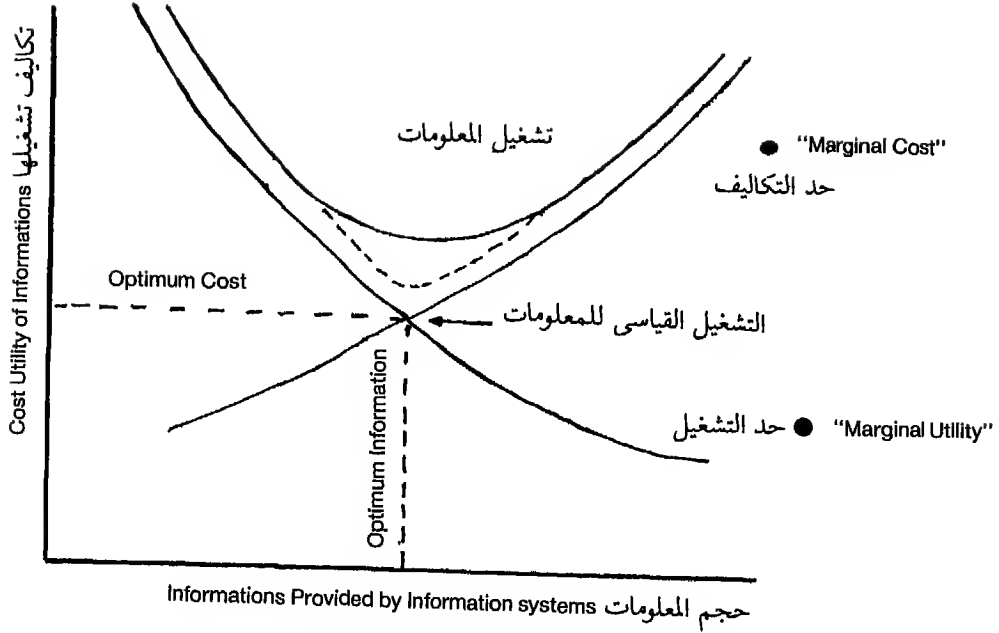 تشغيل المعلومات
"Marginal Cost"
حد التكاليف
Optimum Cost
التشغيل القياسى للمعلومات
Optimum Information
حد التشغيل "Marginal Utility"
Cost Utility of Informations تكاليف تشغيلها
Informations Provided by Information systems حجم المعلومات